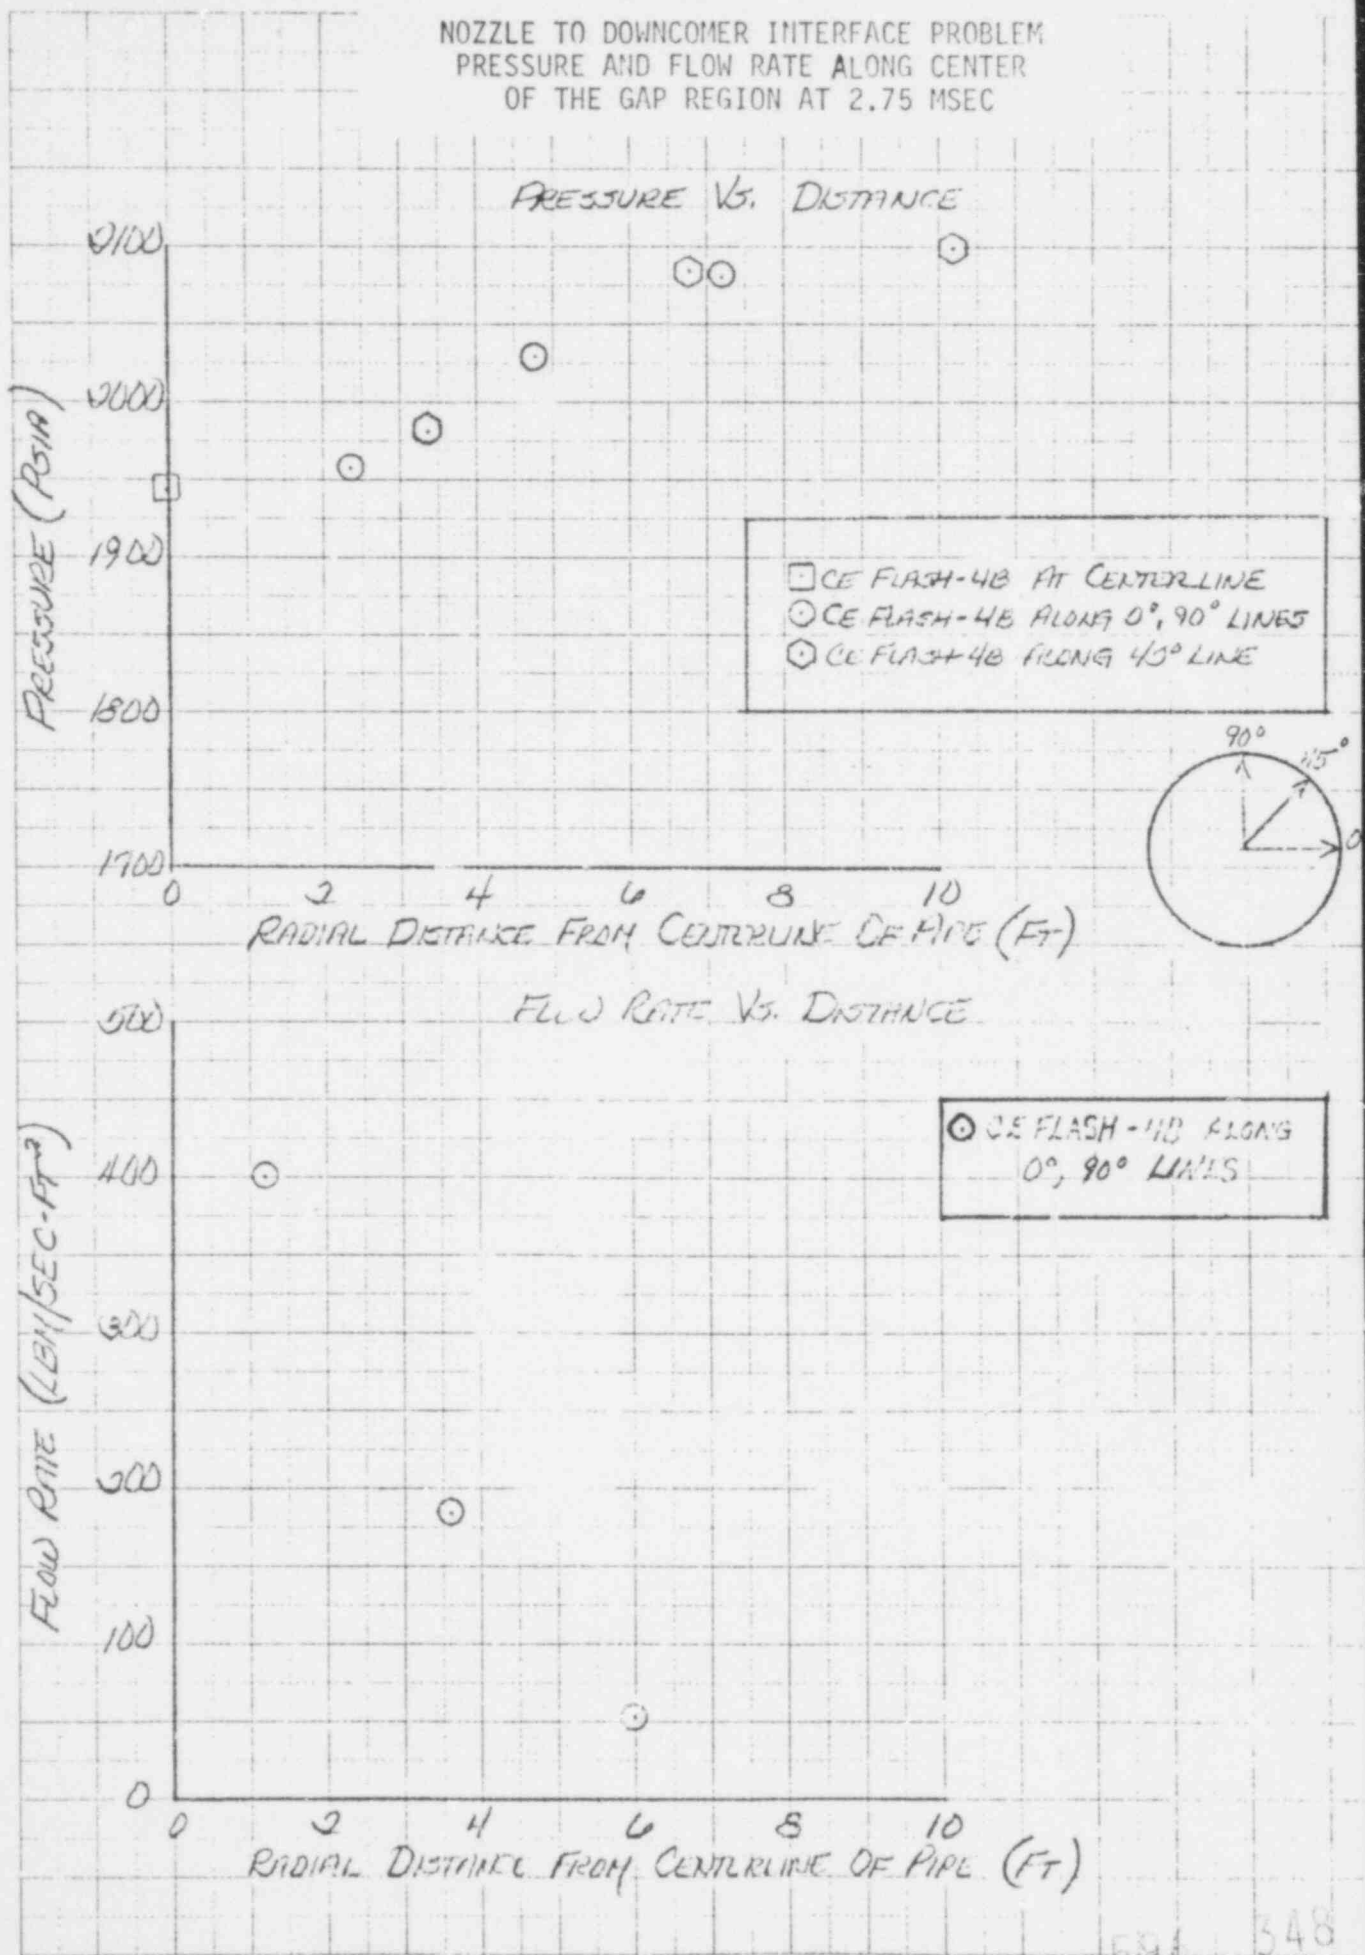 NOZZLE TO DOWNCOMER INTERFACE PROBLEM
PRESSURE AND FLOW RATE ALONG CENTER
OF THE GAP REGION AT 2.75 MSEC
PRESSURE VS. DISTANCE
PRESSURE (PSIA)
2100
2000
1900
1800
1700
0 2 4 6 8 10
RADIAL DISTANCE FROM CENTERLINE OF PIPE (FT)
CE FLASH-4B AT CENTERLINE
CE FLASH-4B ALONG 0°, 90° LINES
CE FLASH-4B ALONG 45° LINE
90°
45°
0
FLOW RATE VS. DISTANCE
FLOW RATE (LBM/SEC-FT²)
500
400
300
200
100
0
0 2 4 6 8 10
RADIAL DISTANCE FROM CENTERLINE OF PIPE (FT)
CE FLASH-4B ALONG
0°, 90° LINES
348